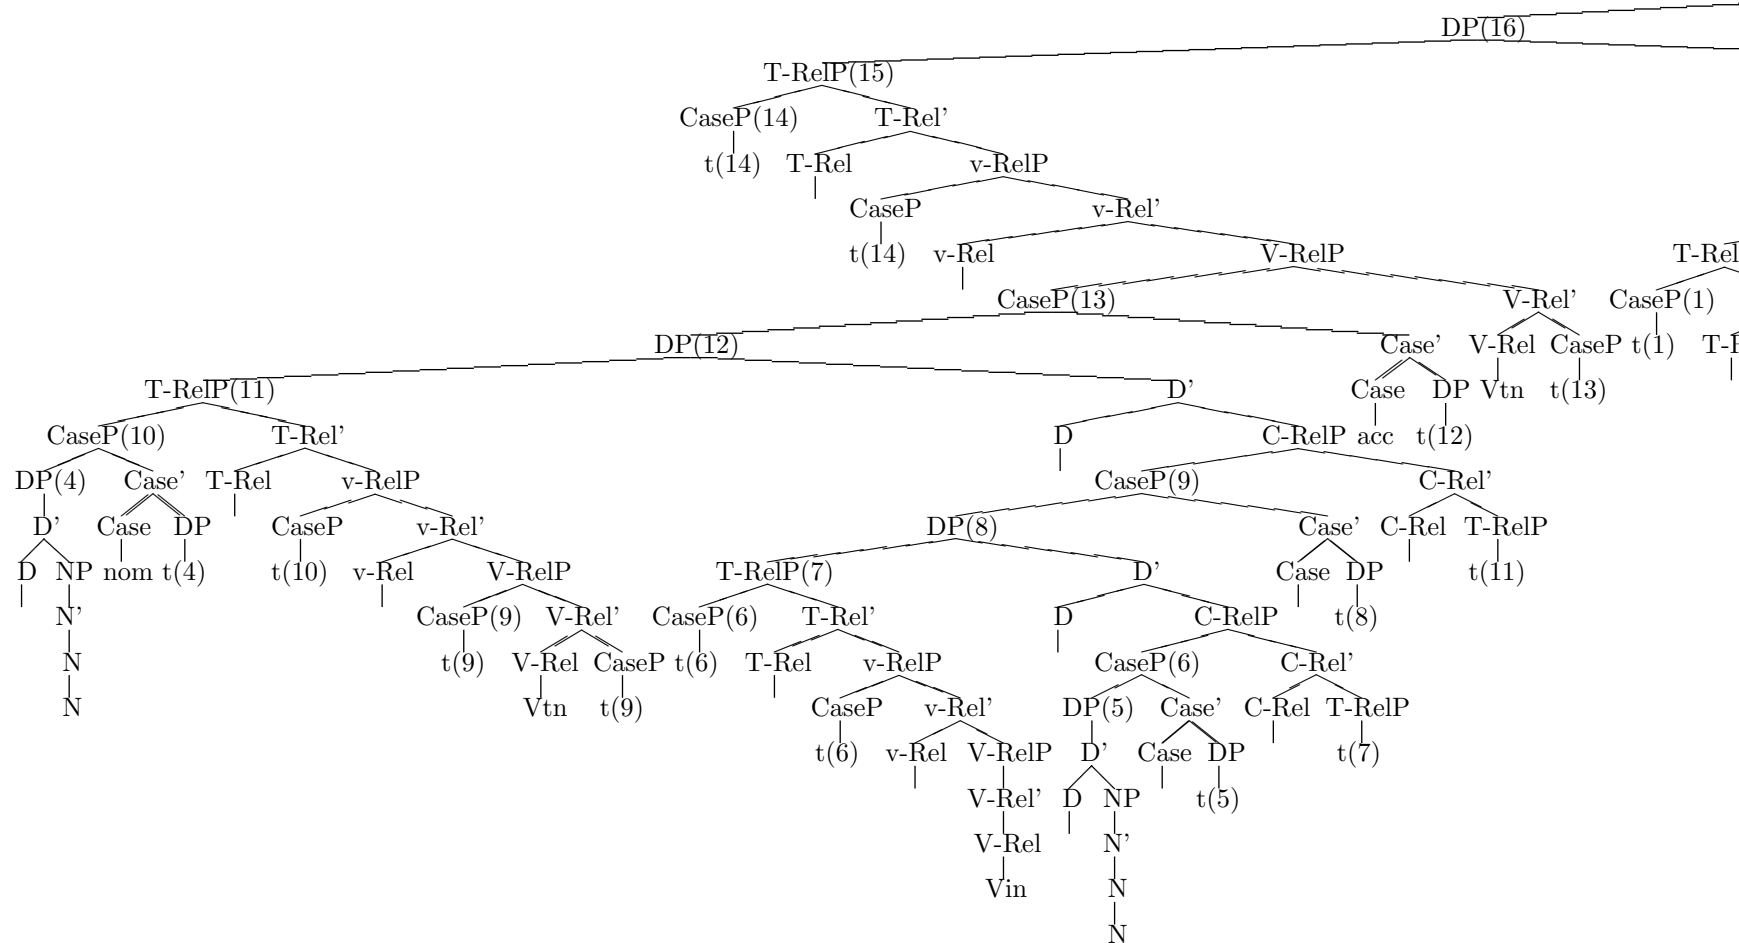 DP(16)
T-RelP(15)
CaseP(14) T-Rel’
t(14) T-Rel v-RelP
CaseP v-Rel’
t(14) v-Rel V-RelP T-Rel
CaseP(13) V-Rel’ CaseP(1)
DP(12) Case’ V-Rel CaseP t(1)
T-RelP(11) D’ Case DP Vtn t(13)
CaseP(10) T-Rel’ D C-RelP acc t(12)
DP(4) Case’ T-Rel v-RelP CaseP(9) C-Rel’
D’ Case DP CaseP v-Rel’ DP(8) Case’ C-Rel T-RelP
D NP nom t(4) t(10) v-Rel V-RelP T-RelP(7) D’ Case DP t(11)
N’ CaseP(9) V-Rel’ CaseP(6) T-Rel’ D C-RelP t(8)
N t(9) V-Rel CaseP t(6) T-Rel v-RelP CaseP(6) C-Rel’
N Vtn t(9) CaseP v-Rel’ DP(5) Case’ C-Rel T-RelP
t(6) v-Rel V-RelP D’ Case DP t(7)
V-Rel’ D NP t(5)
V-Rel N’
Vin N
N